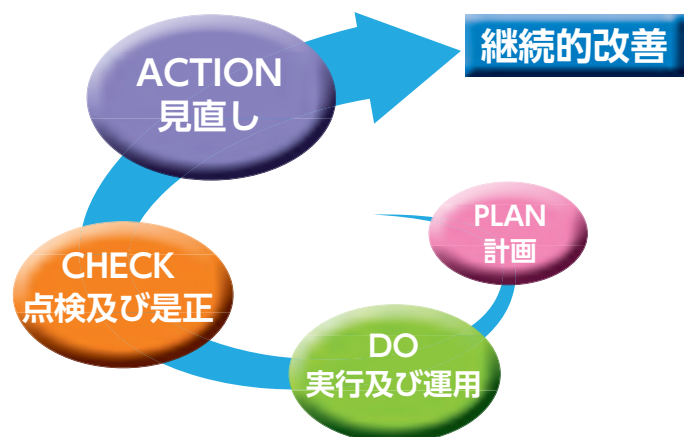 継続的改善
ACTION
見直し
PLAN
計画
CHECK
点検及び是正
DO
実行及び運用